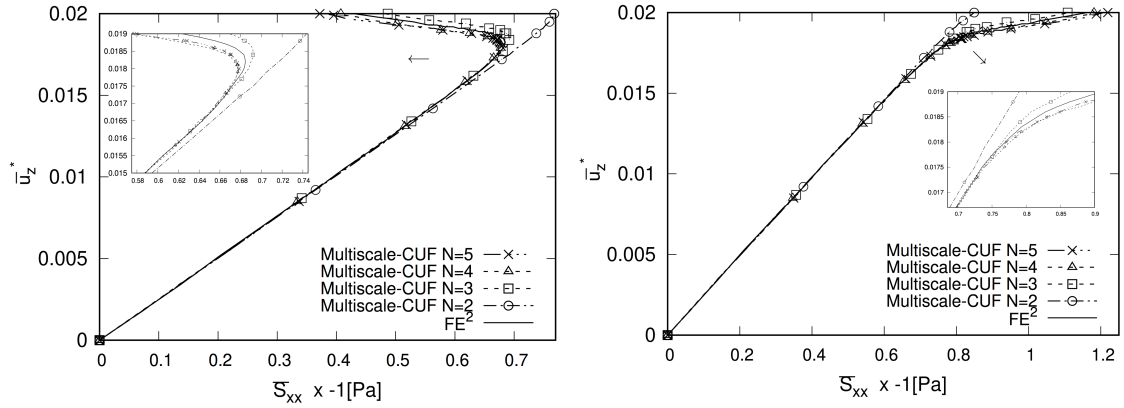 0.02
0.015
0.01
0.005
0
u̅z*
0 0.1 0.2 0.3 0.4 0.5 0.6 0.7
S̅xx x -1[Pa]
0.019
0.0185
0.018
0.0175
0.017
0.0165
0.016
0.0155
0.015
0.58 0.6 0.62 0.64 0.66 0.68 0.7 0.72 0.74
Multiscale-CUF N=5
Multiscale-CUF N=4
Multiscale-CUF N=3
Multiscale-CUF N=2
FE²
0.02
0.015
0.01
0.005
0
u̅z*
0 0.2 0.4 0.6 0.8 1 1.2
S̅xx x -1[Pa]
0.019
0.0185
0.018
0.0175
0.017
0.7 0.75 0.8 0.85 0.9
Multiscale-CUF N=5
Multiscale-CUF N=4
Multiscale-CUF N=3
Multiscale-CUF N=2
FE²